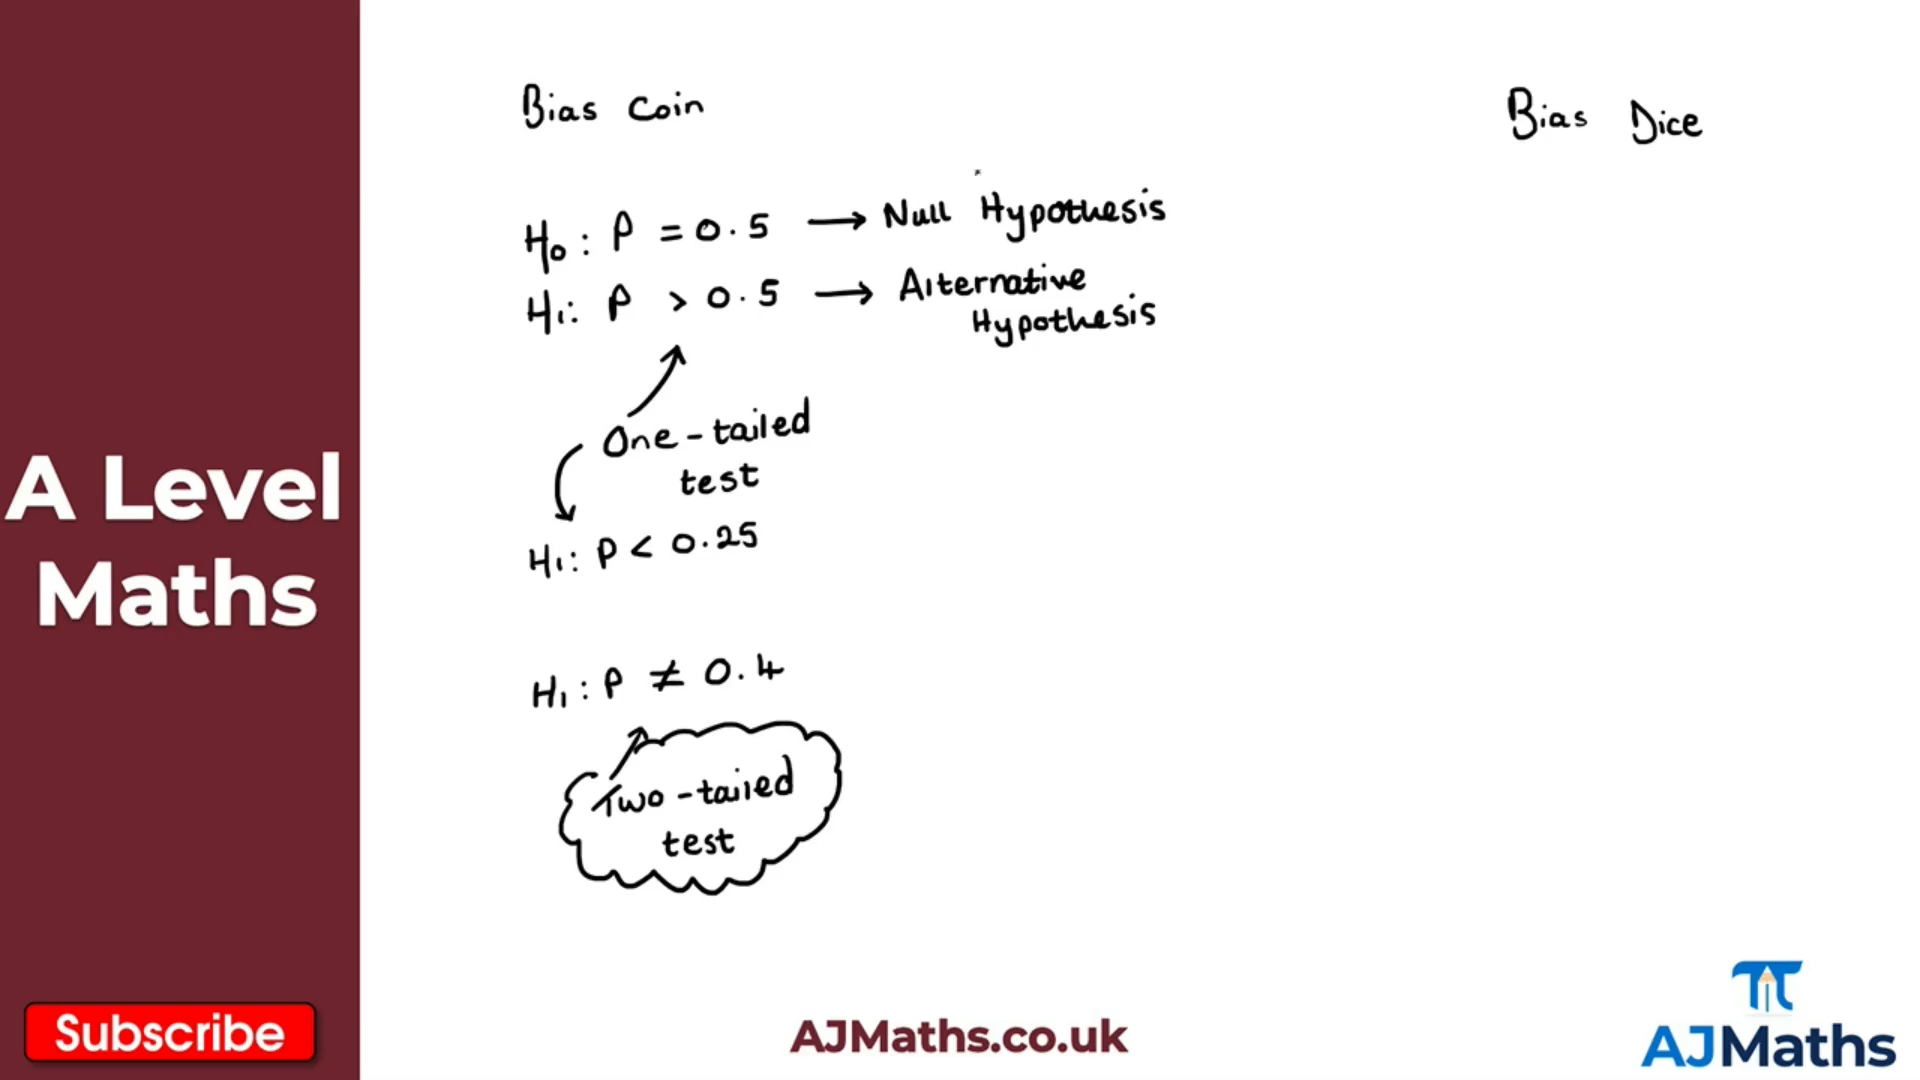 A Level
Maths
Subscribe
Bias Coin
Bias Dice
H₀: P = 0.5 → Null Hypothesis
H₁: P > 0.5 → Alternative
Hypothesis
One-tailed
test
H₁: P < 0.25
H₁: P ≠ 0.4
Two-tailed
test
AJMaths.co.uk
AJMaths